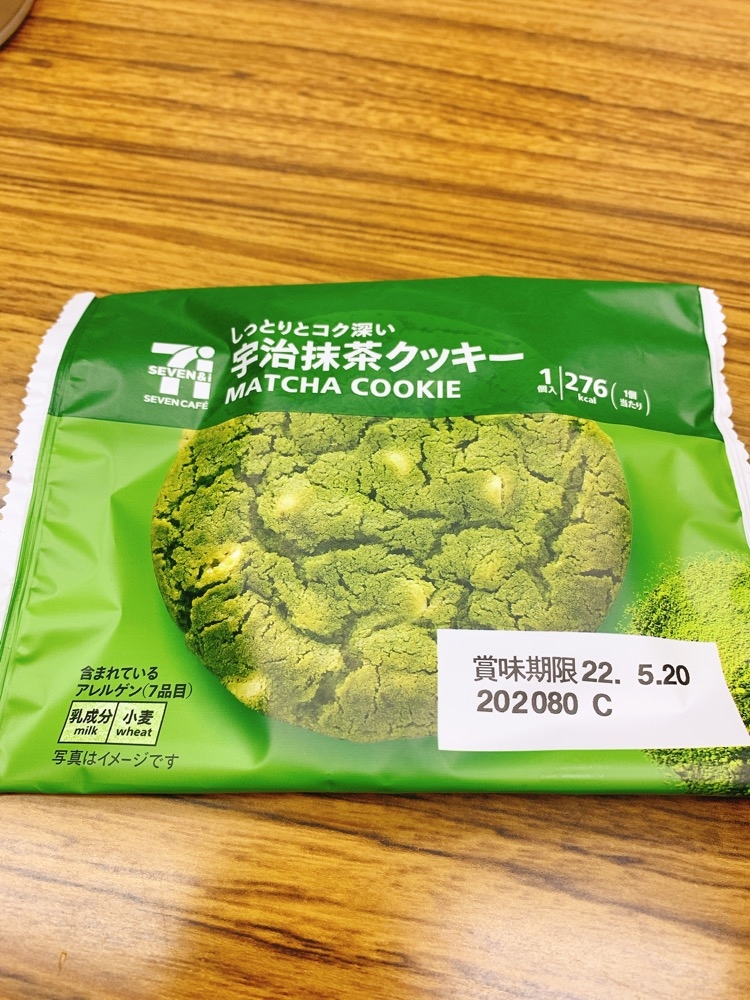 しっとりとコク深い
宇治抹茶クッキー
MATCHA COOKIE
SEVEN&i
SEVEN CAFÉ
1個入 276kcal (1個当たり)
賞味期限 22. 5.20
202080 C
含まれている
アレルゲン(7品目)
乳成分 小麦
milk wheat
写真はイメージです